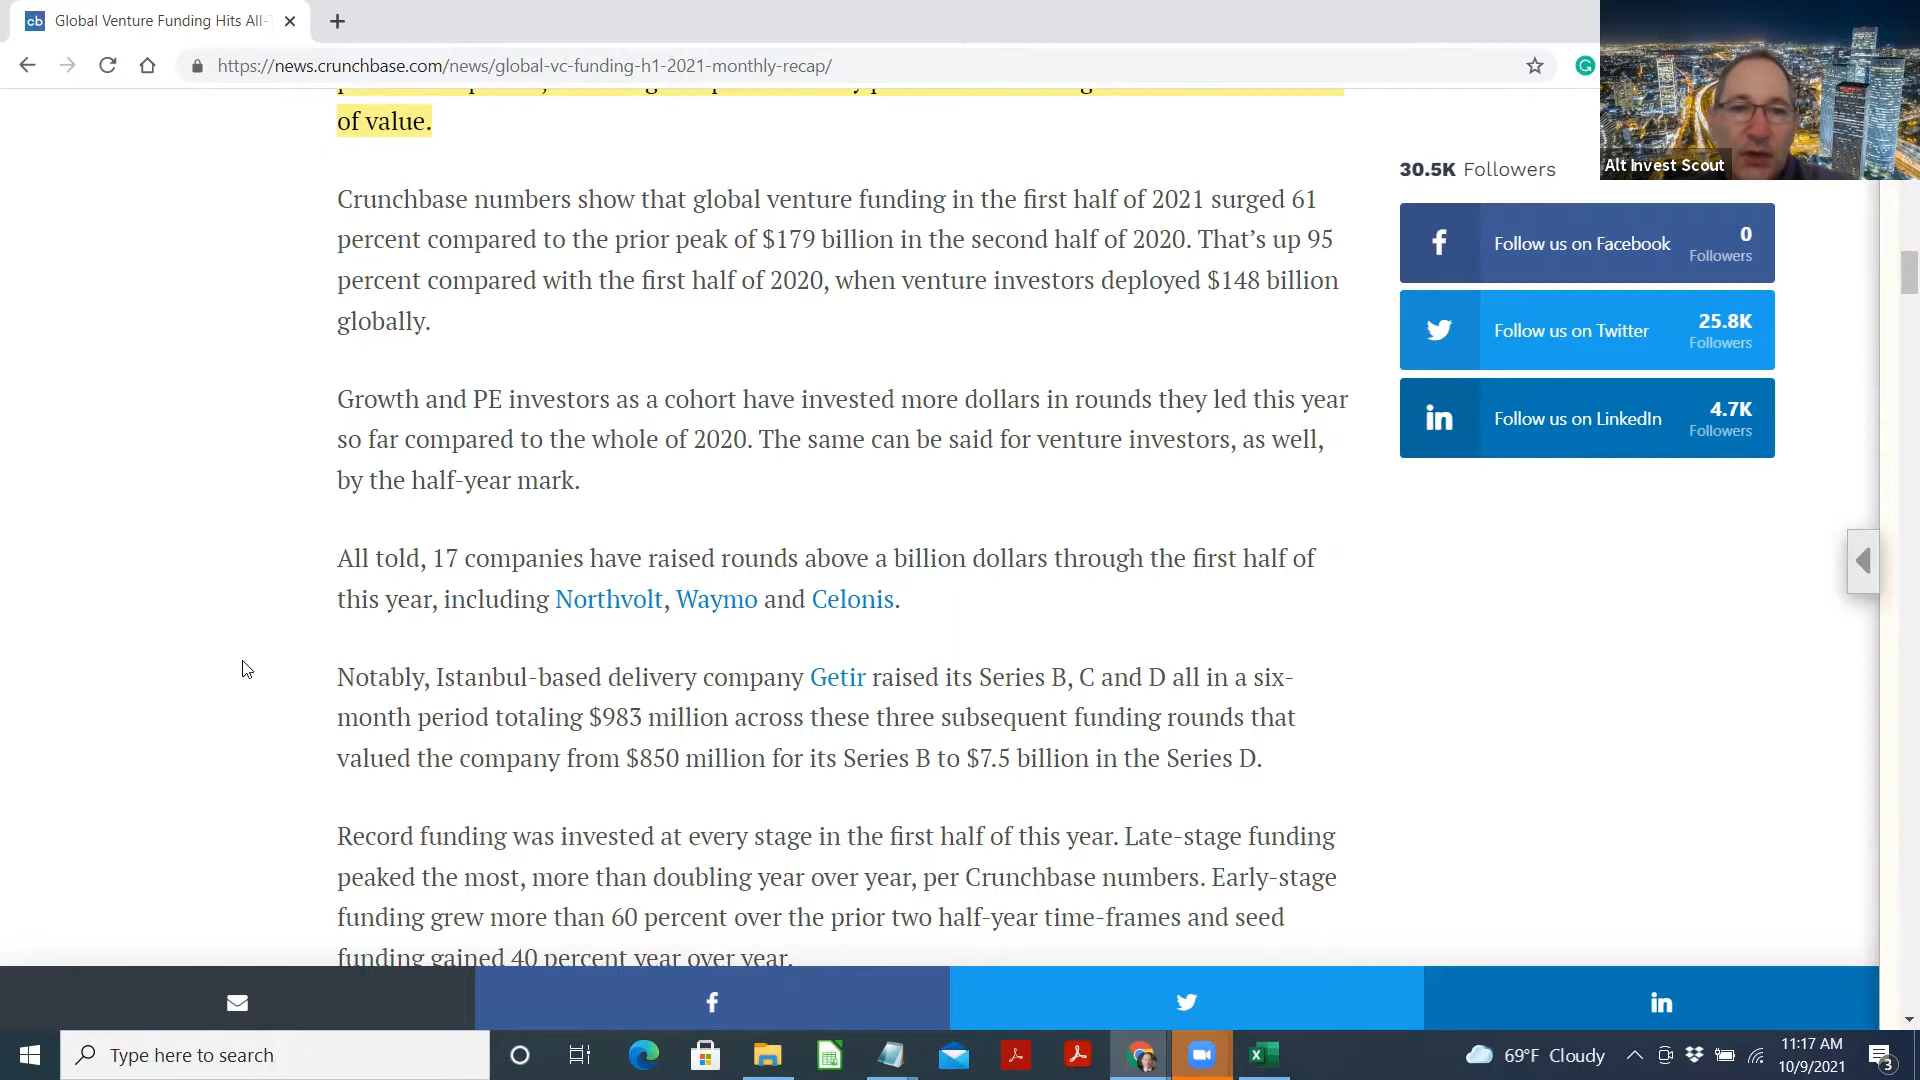 Global Venture Funding Hits All-
https://news.crunchbase.com/news/global-vc-funding-h1-2021-monthly-recap/
of value.
Crunchbase numbers show that global venture funding in the first half of 2021 surged 61
percent compared to the prior peak of $179 billion in the second half of 2020. That’s up 95
percent compared with the first half of 2020, when venture investors deployed $148 billion
globally.
Growth and PE investors as a cohort have invested more dollars in rounds they led this year
so far compared to the whole of 2020. The same can be said for venture investors, as well,
by the half-year mark.
All told, 17 companies have raised rounds above a billion dollars through the first half of
this year, including Northvolt, Waymo and Celonis.
Notably, Istanbul-based delivery company Getir raised its Series B, C and D all in a six-
month period totaling $983 million across these three subsequent funding rounds that
valued the company from $850 million for its Series B to $7.5 billion in the Series D.
Record funding was invested at every stage in the first half of this year. Late-stage funding
peaked the most, more than doubling year over year, per Crunchbase numbers. Early-stage
funding grew more than 60 percent over the prior two half-year time-frames and seed
funding gained 40 percent year over year.
Alt Invest Scout
30.5K Followers
Follow us on Facebook
0
Followers
Follow us on Twitter
25.8K
Followers
Follow us on LinkedIn
4.7K
Followers
Type here to search
69°F Cloudy
11:17 AM
10/9/2021
3